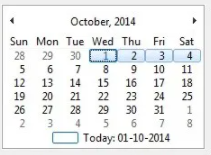 October, 2014
Sun Mon Tue Wed Thu Fri Sat
28 29 30 1 2 3 4
5 6 7 8 9 10 11
12 13 14 15 16 17 18
19 20 21 22 23 24 25
26 27 28 29 30 31 1
2 3 4 5 6 7 8
Today: 01-10-2014